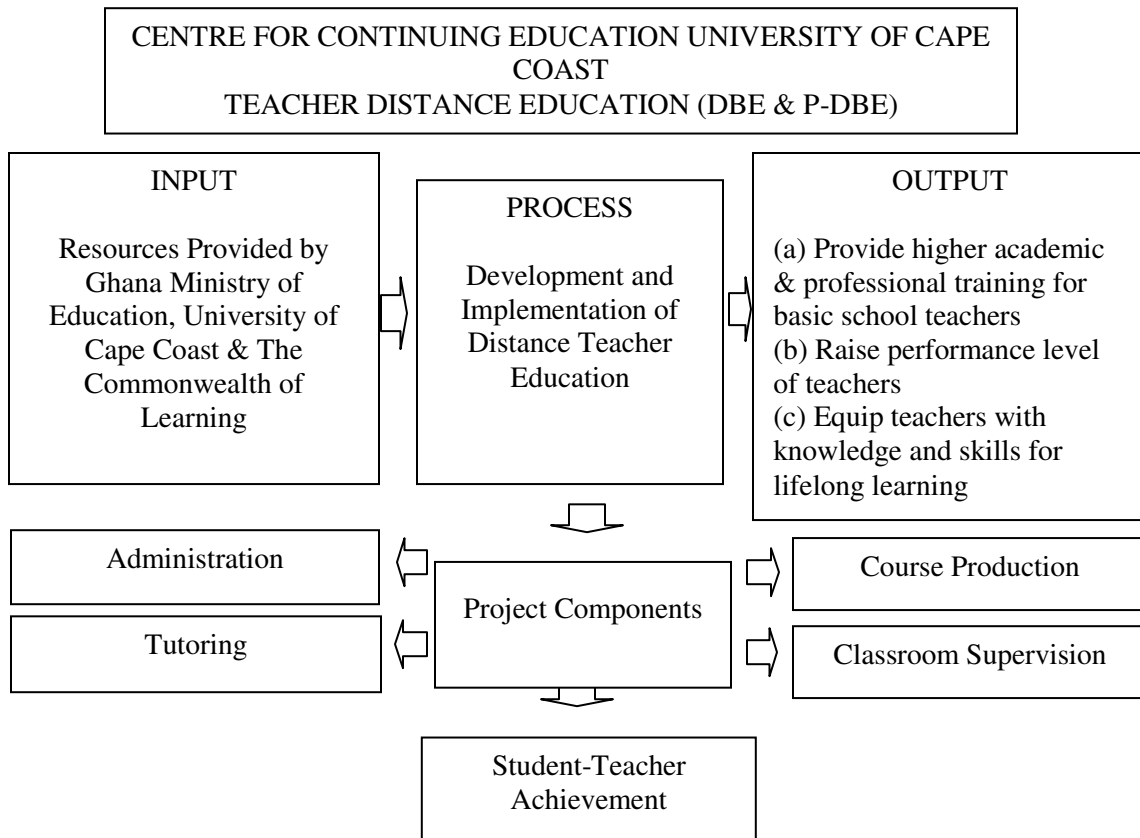 CENTRE FOR CONTINUING EDUCATION UNIVERSITY OF CAPE
COAST
TEACHER DISTANCE EDUCATION (DBE & P-DBE)
INPUT
Resources Provided by
Ghana Ministry of
Education, University of
Cape Coast & The
Commonwealth of
Learning
PROCESS
Development and
Implementation of
Distance Teacher
Education
OUTPUT
(a) Provide higher academic
& professional training for
basic school teachers
(b) Raise performance level
of teachers
(c) Equip teachers with
knowledge and skills for
lifelong learning
Administration
Tutoring
Project Components
Course Production
Classroom Supervision
Student-Teacher
Achievement